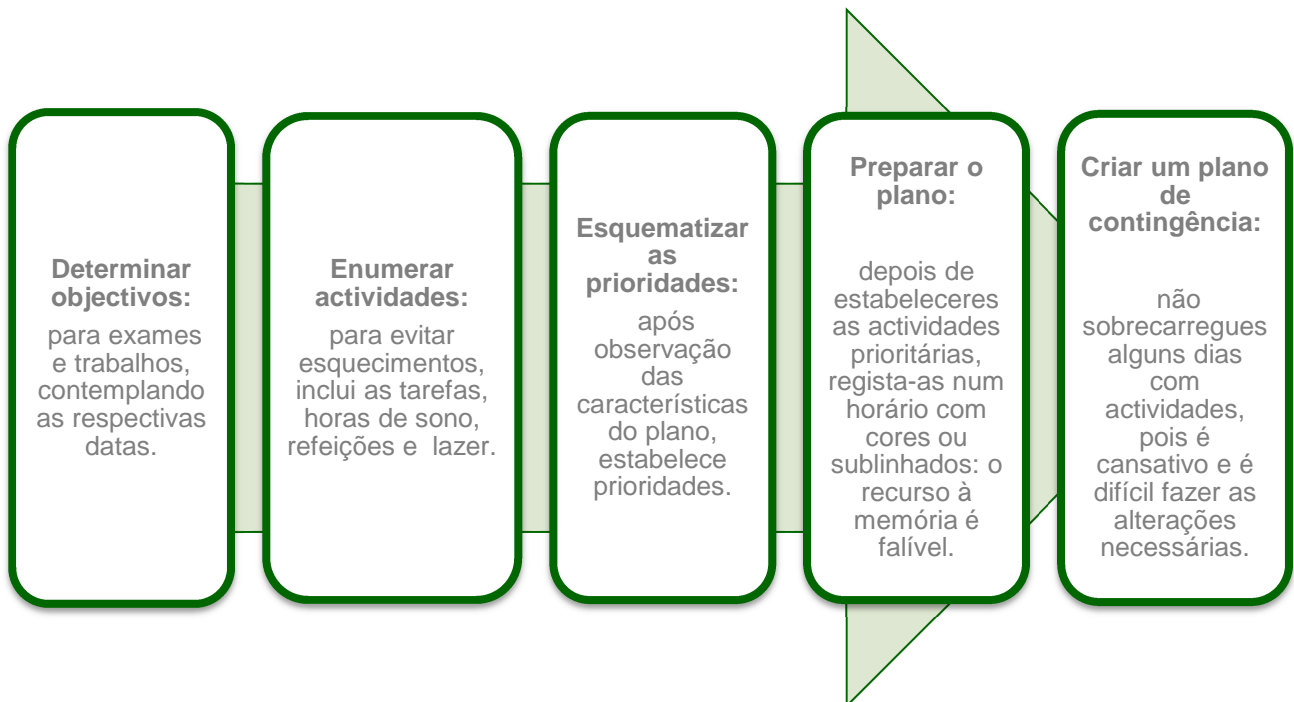 Determinar
objectivos:
para exames
e trabalhos,
contemplando
as respectivas
datas.
Enumerar
actividades:
para evitar
esquecimentos,
inclui as tarefas,
horas de sono,
refeições e lazer.
Esquematizar
as
prioridades:
após
observação
das
características
do plano,
estabelece
prioridades.
Preparar o
plano:
depois de
estabeleceres
as actividades
prioritárias,
regista-as num
horário com
cores ou
sublinhados: o
recurso à
memória é
falível.
Criar um plano
de
contingência:
não
sobrecarregues
alguns dias
com
actividades,
pois é
cansativo e é
difícil fazer as
alterações
necessárias.